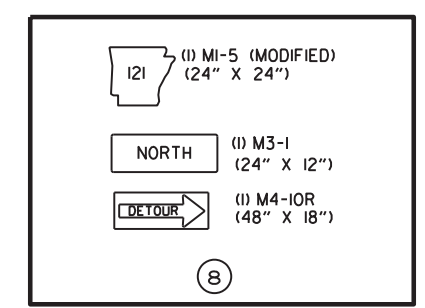 121 (1) M1-5 (MODIFIED)
(24" X 24")
NORTH (1) M3-1
(24" X 12")
DETOUR (1) M4-10R
(48" X 18")
8